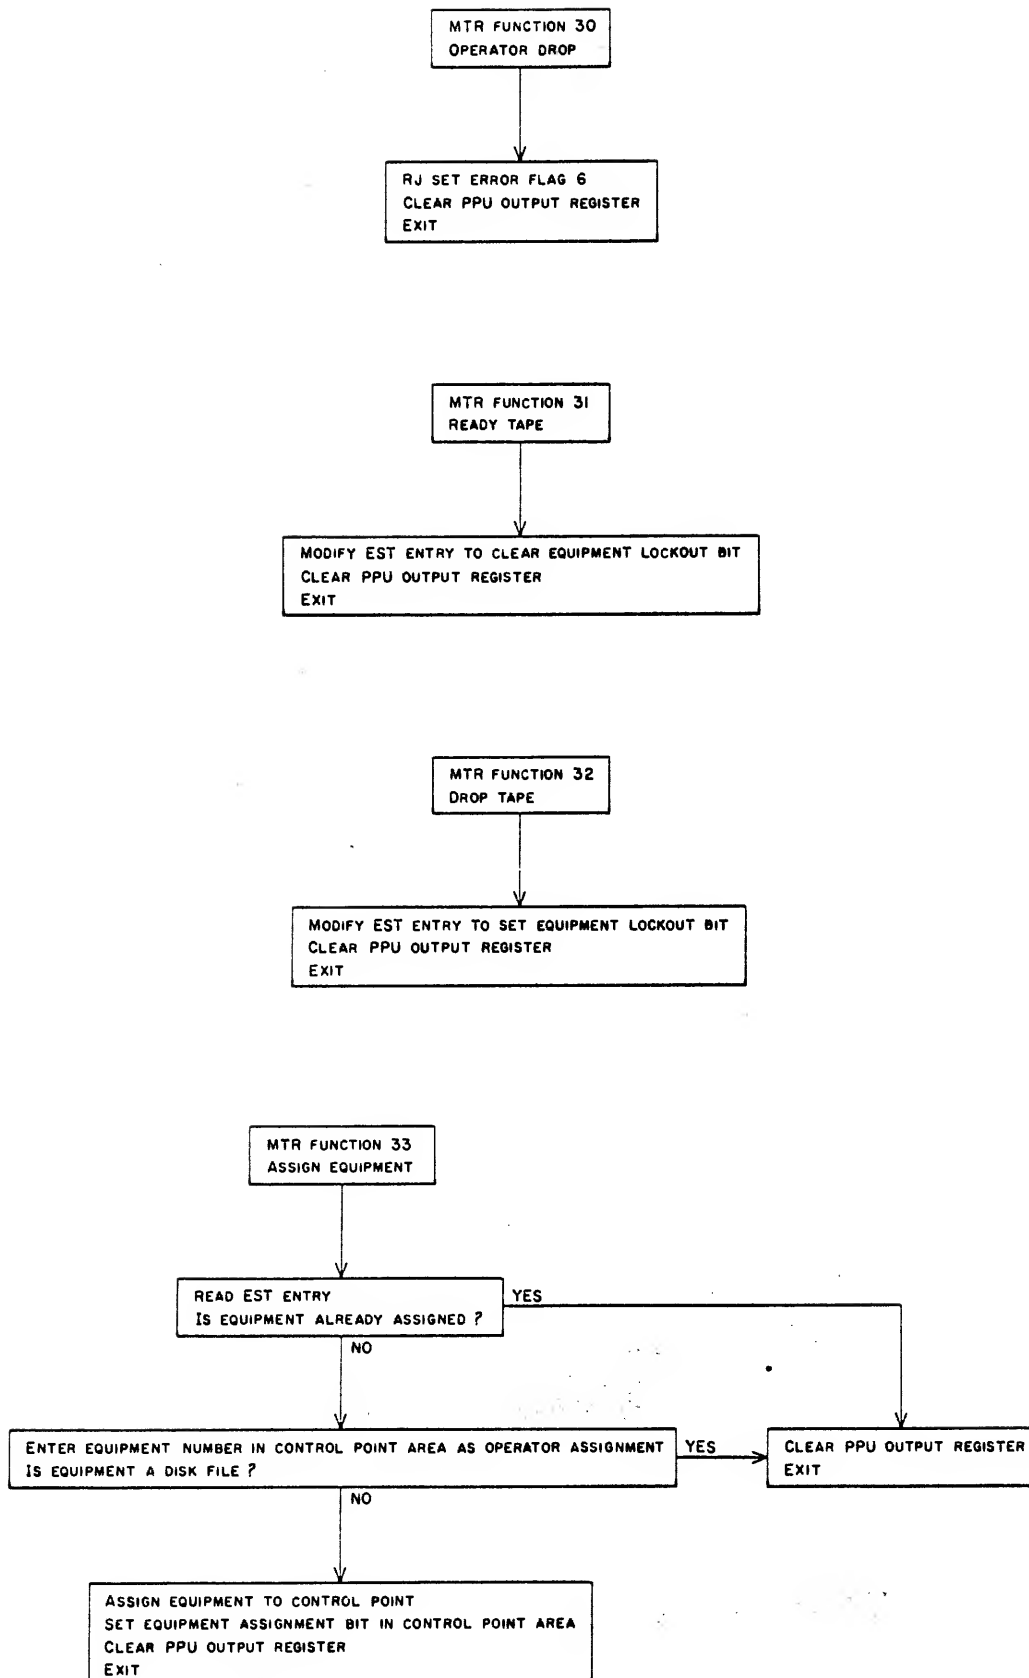 MTR FUNCTION 30
OPERATOR DROP
RJ SET ERROR FLAG 6
CLEAR PPU OUTPUT REGISTER
EXIT
MTR FUNCTION 31
READY TAPE
MODIFY EST ENTRY TO CLEAR EQUIPMENT LOCKOUT BIT
CLEAR PPU OUTPUT REGISTER
EXIT
MTR FUNCTION 32
DROP TAPE
MODIFY EST ENTRY TO SET EQUIPMENT LOCKOUT BIT
CLEAR PPU OUTPUT REGISTER
EXIT
MTR FUNCTION 33
ASSIGN EQUIPMENT
READ EST ENTRY
IS EQUIPMENT ALREADY ASSIGNED ?
YES
NO
ENTER EQUIPMENT NUMBER IN CONTROL POINT AREA AS OPERATOR ASSIGNMENT
IS EQUIPMENT A DISK FILE ?
YES
CLEAR PPU OUTPUT REGISTER
EXIT
NO
ASSIGN EQUIPMENT TO CONTROL POINT
SET EQUIPMENT ASSIGNMENT BIT IN CONTROL POINT AREA
CLEAR PPU OUTPUT REGISTER
EXIT